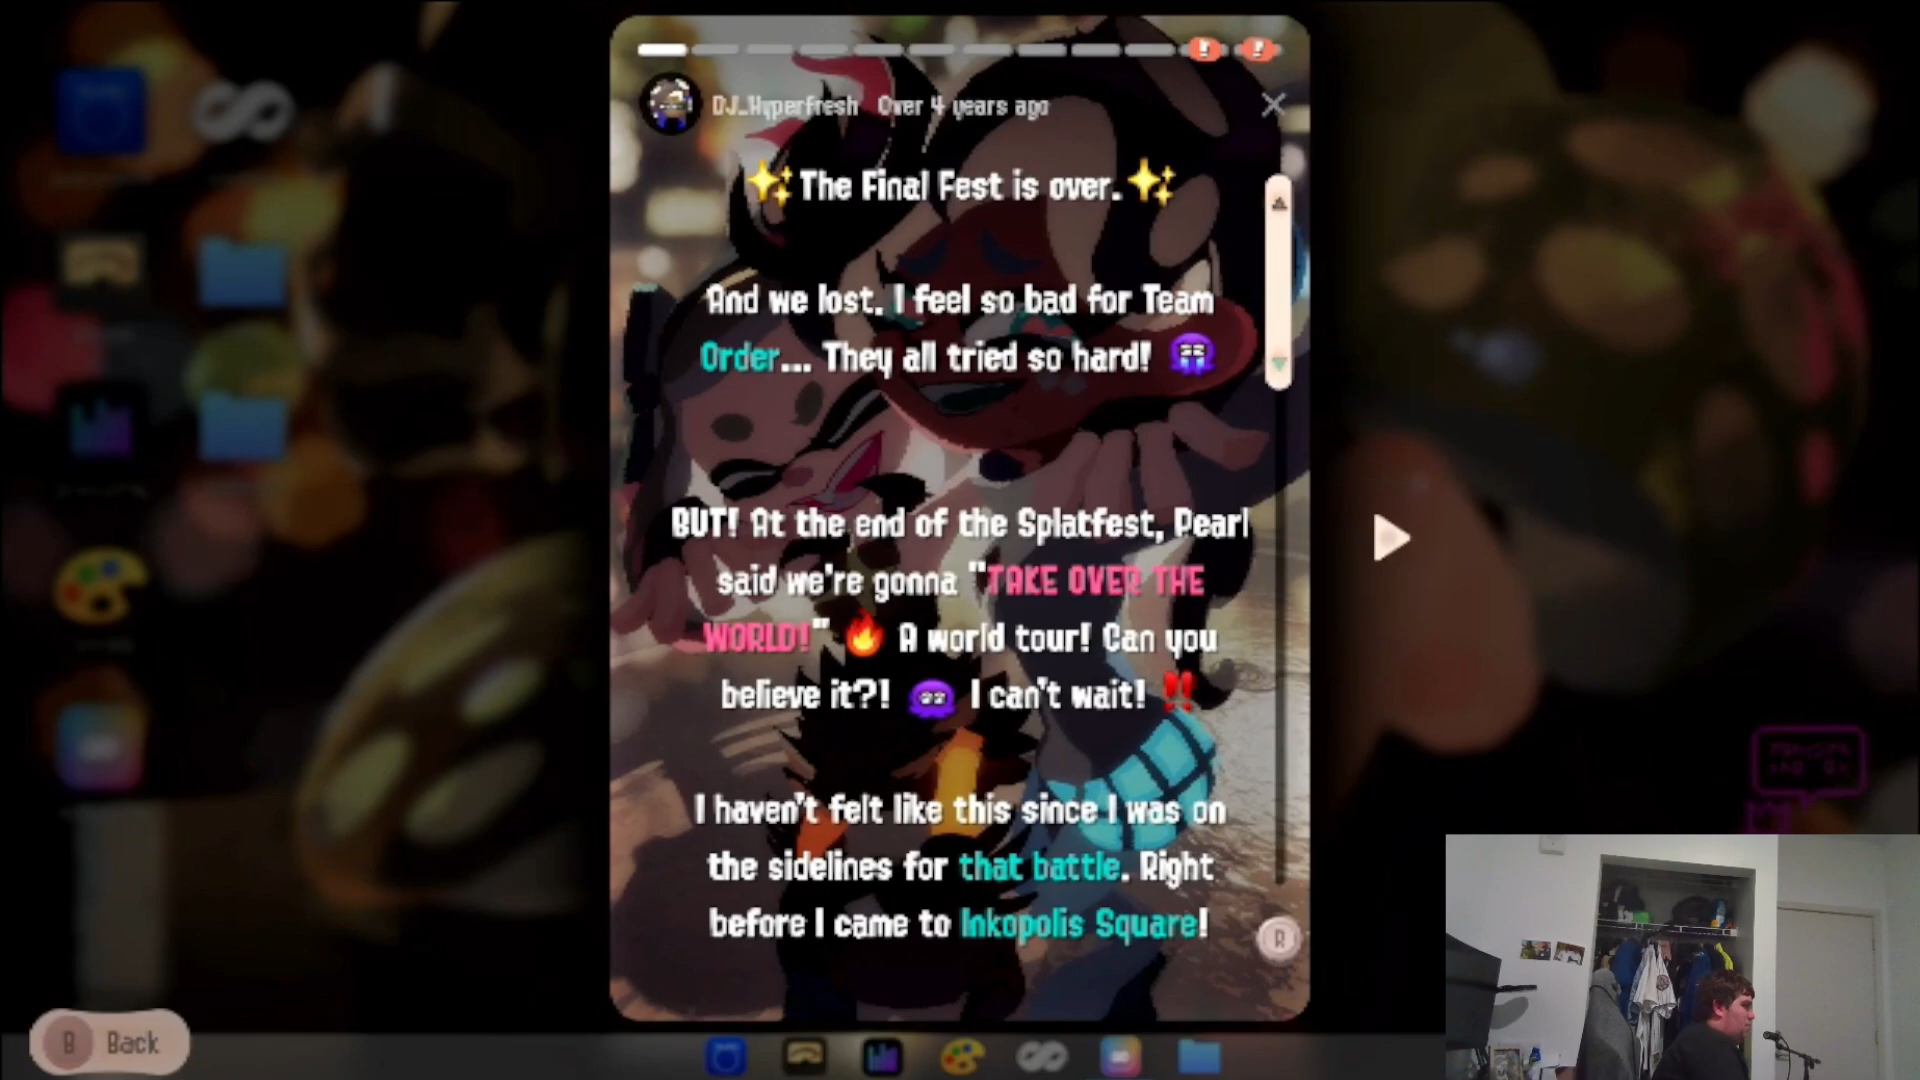 DJ_Hyperfresh Over 4 years ago
✨The Final Fest is over.✨
And we lost. I feel so bad for Team
Order... They all tried so hard!
BUT! At the end of the Splatfest, Pearl
said we're gonna "TAKE OVER THE
WORLD!" 🔥 A world tour! Can you
believe it?! I can't wait! ‼️
I haven't felt like this since I was on
the sidelines for that battle. Right
before I came to Inkopolis Square!
R
B Back